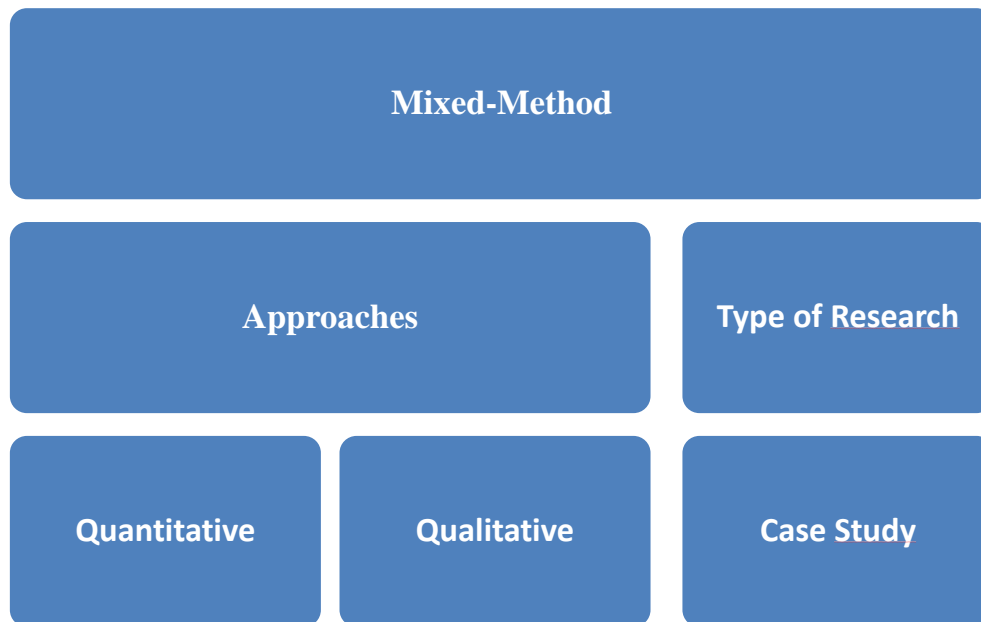 Mixed-Method
Approaches
Type of Research
Quantitative
Qualitative
Case Study